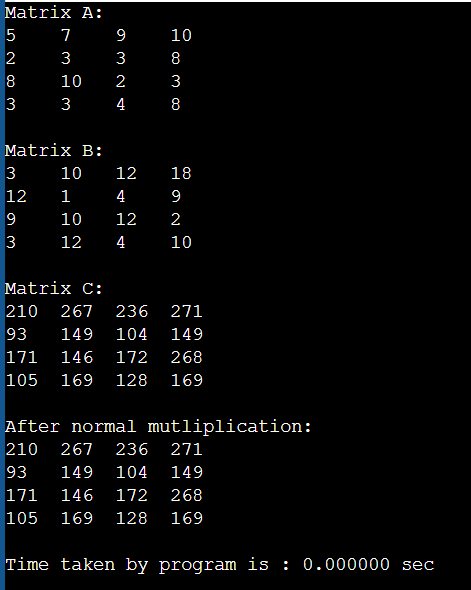 Matrix A:
5 7 9 10
2 3 3 8
8 10 2 3
3 3 4 8
Matrix B:
3 10 12 18
12 1 4 9
9 10 12 2
3 12 4 10
Matrix C:
210 267 236 271
93 149 104 149
171 146 172 268
105 169 128 169
After normal mutliplication:
210 267 236 271
93 149 104 149
171 146 172 268
105 169 128 169
Time taken by program is : 0.000000 sec